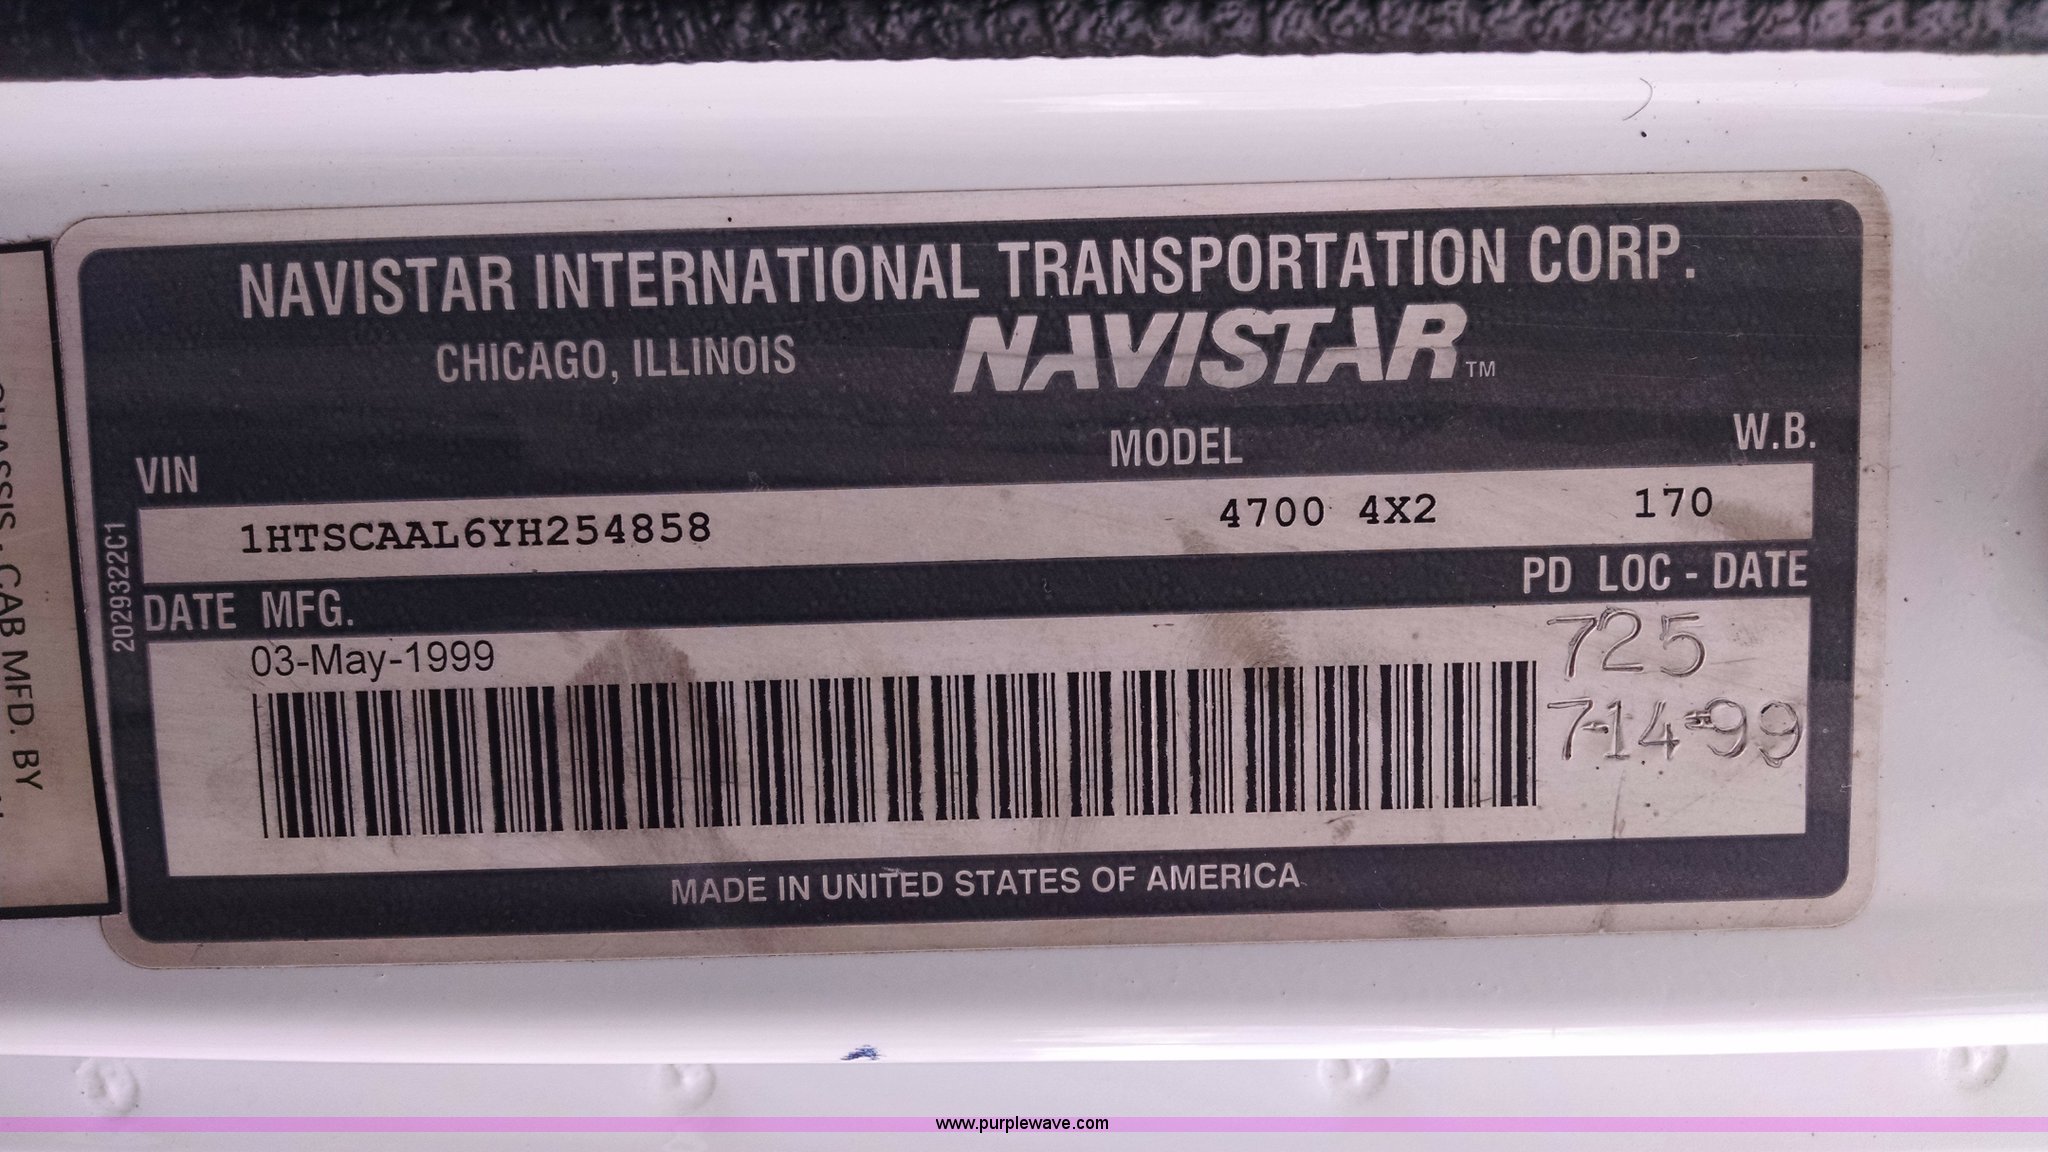 NAVISTAR INTERNATIONAL TRANSPORTATION CORP.
CHICAGO, ILLINOIS NAVISTAR TM
VIN MODEL W.B.
1HTSCAAL6YH254858 4700 4X2 170
DATE MFG. PD LOC - DATE
03-May-1999 725
7-14-99
MADE IN UNITED STATES OF AMERICA
2029322C1
CHASSIS - CAB MFD. BY
www.purplewave.com